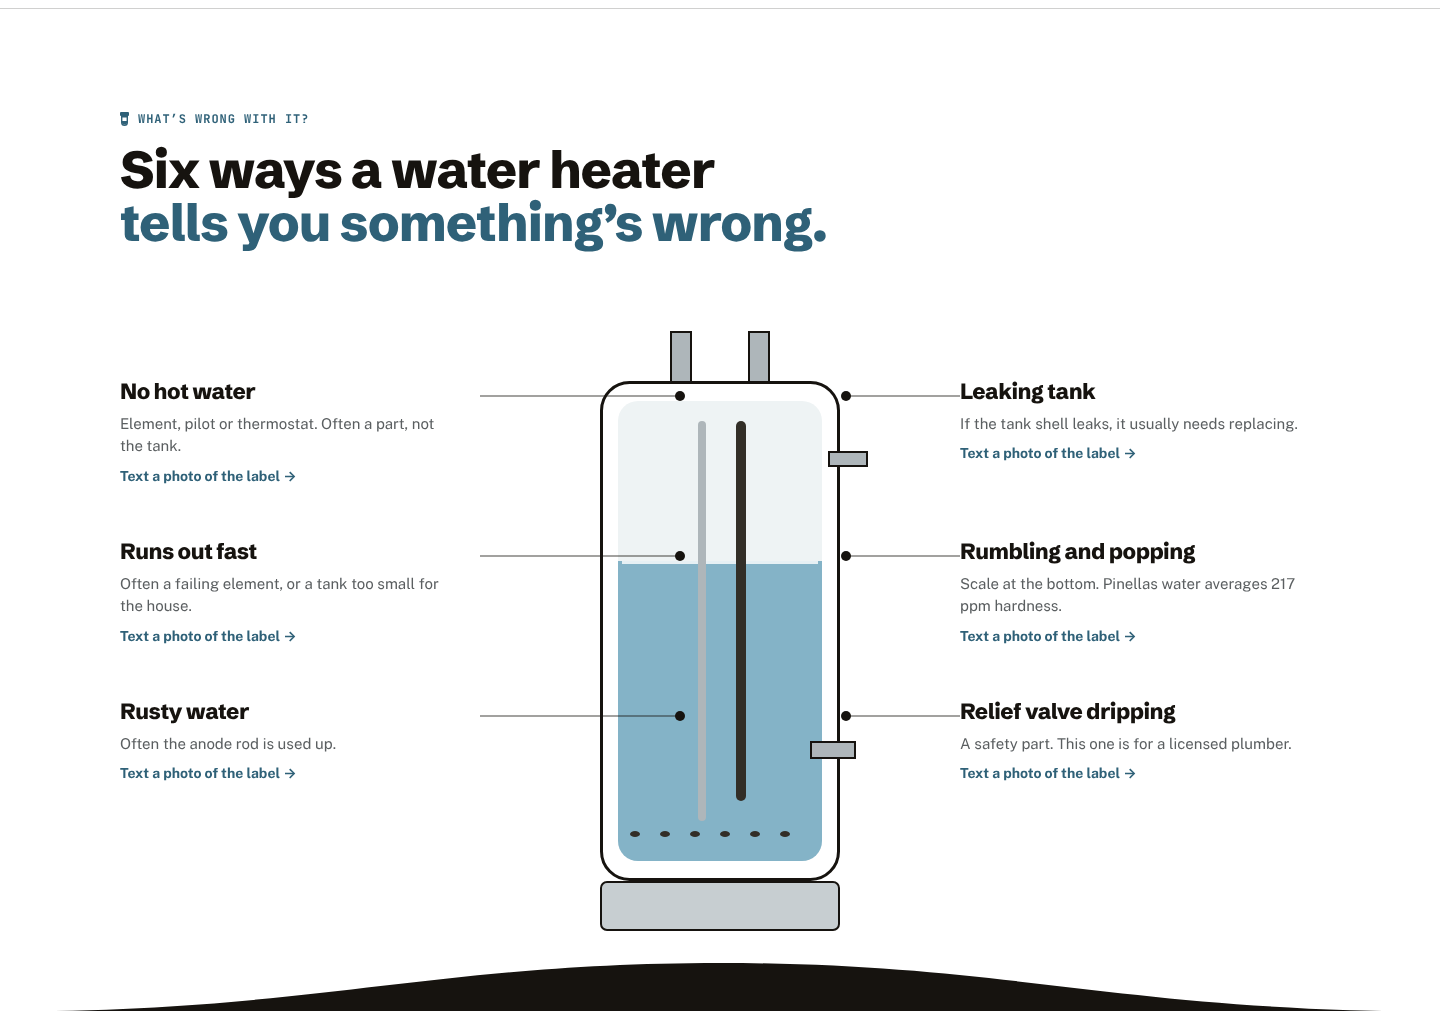 WHAT’S WRONG WITH IT?
Six ways a water heater
tells you something’s wrong.
No hot water
Element, pilot or thermostat. Often a part, not
the tank.
Text a photo of the label →
Runs out fast
Often a failing element, or a tank too small for
the house.
Text a photo of the label →
Rusty water
Often the anode rod is used up.
Text a photo of the label →
Leaking tank
If the tank shell leaks, it usually needs replacing.
Text a photo of the label →
Rumbling and popping
Scale at the bottom. Pinellas water averages 217
ppm hardness.
Text a photo of the label →
Relief valve dripping
A safety part. This one is for a licensed plumber.
Text a photo of the label →